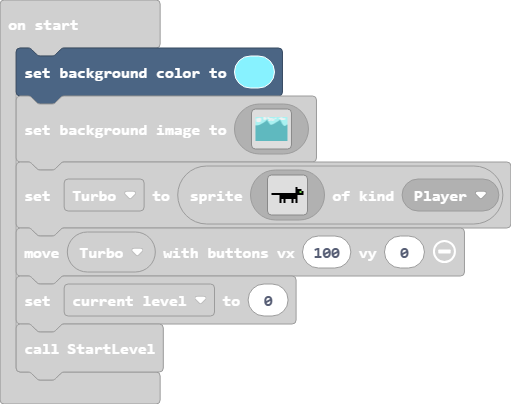 on start
set background color to
set background image to
set Turbo to sprite of kind Player
move Turbo with buttons vx 100 vy 0
set current level to 0
call StartLevel